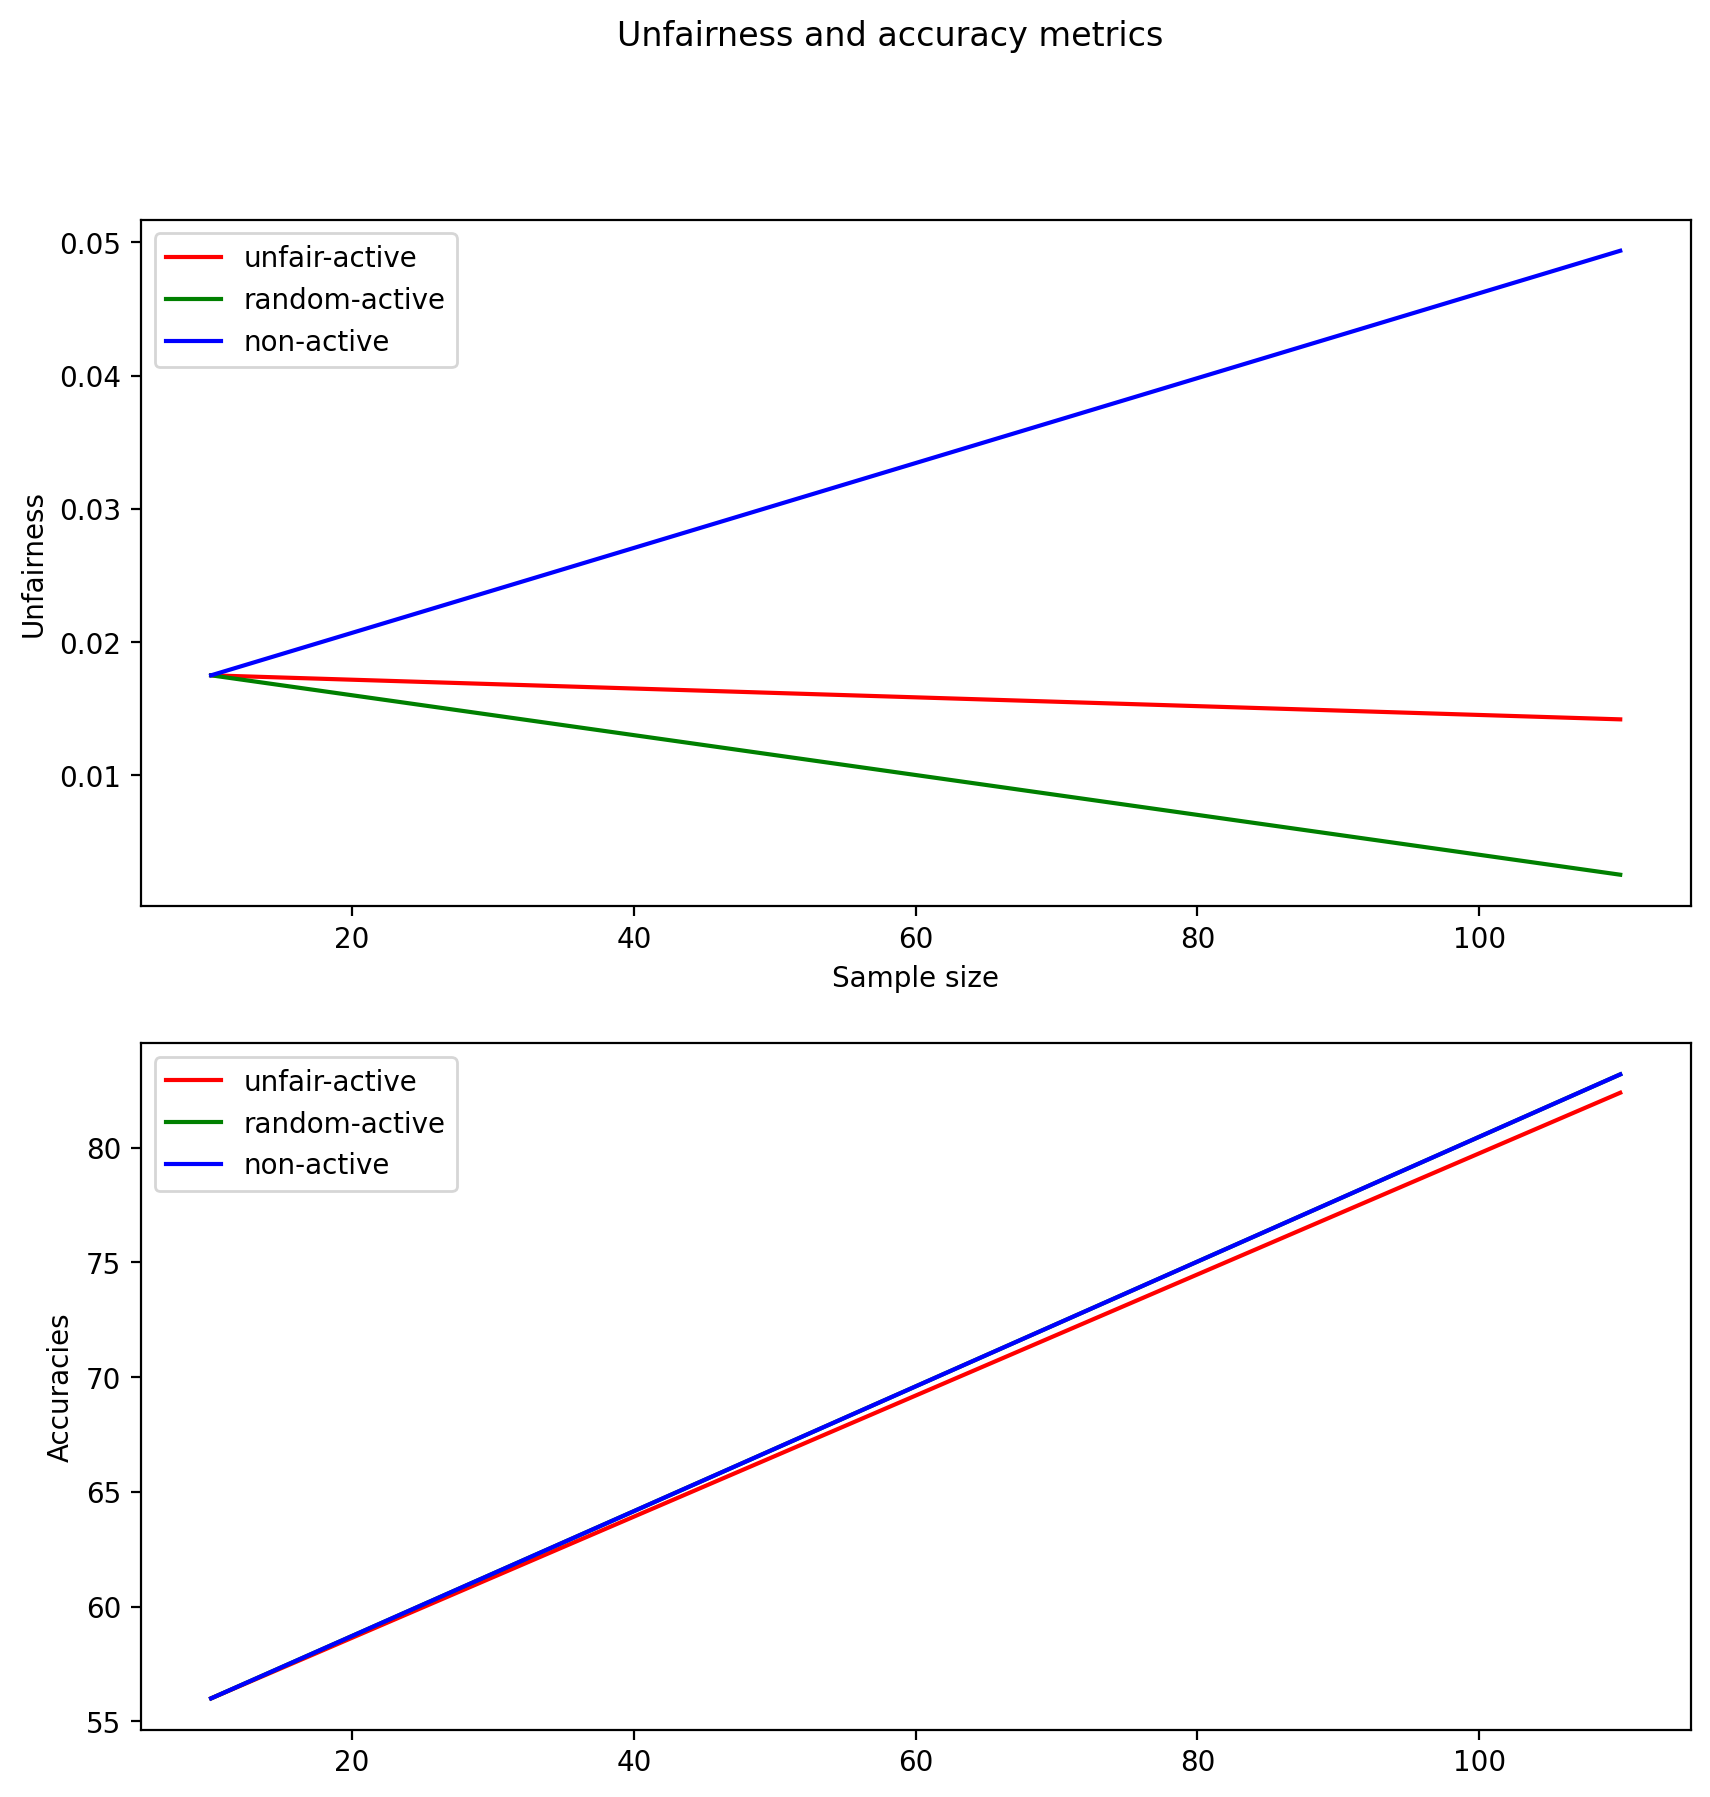 Unfairness and accuracy metrics
0.05
0.04
0.03
0.02
0.01
Unfairness
unfair-active
random-active
non-active
20 40 60 80 100
Sample size
80
75
70
65
60
55
Accuracies
unfair-active
random-active
non-active
20 40 60 80 100